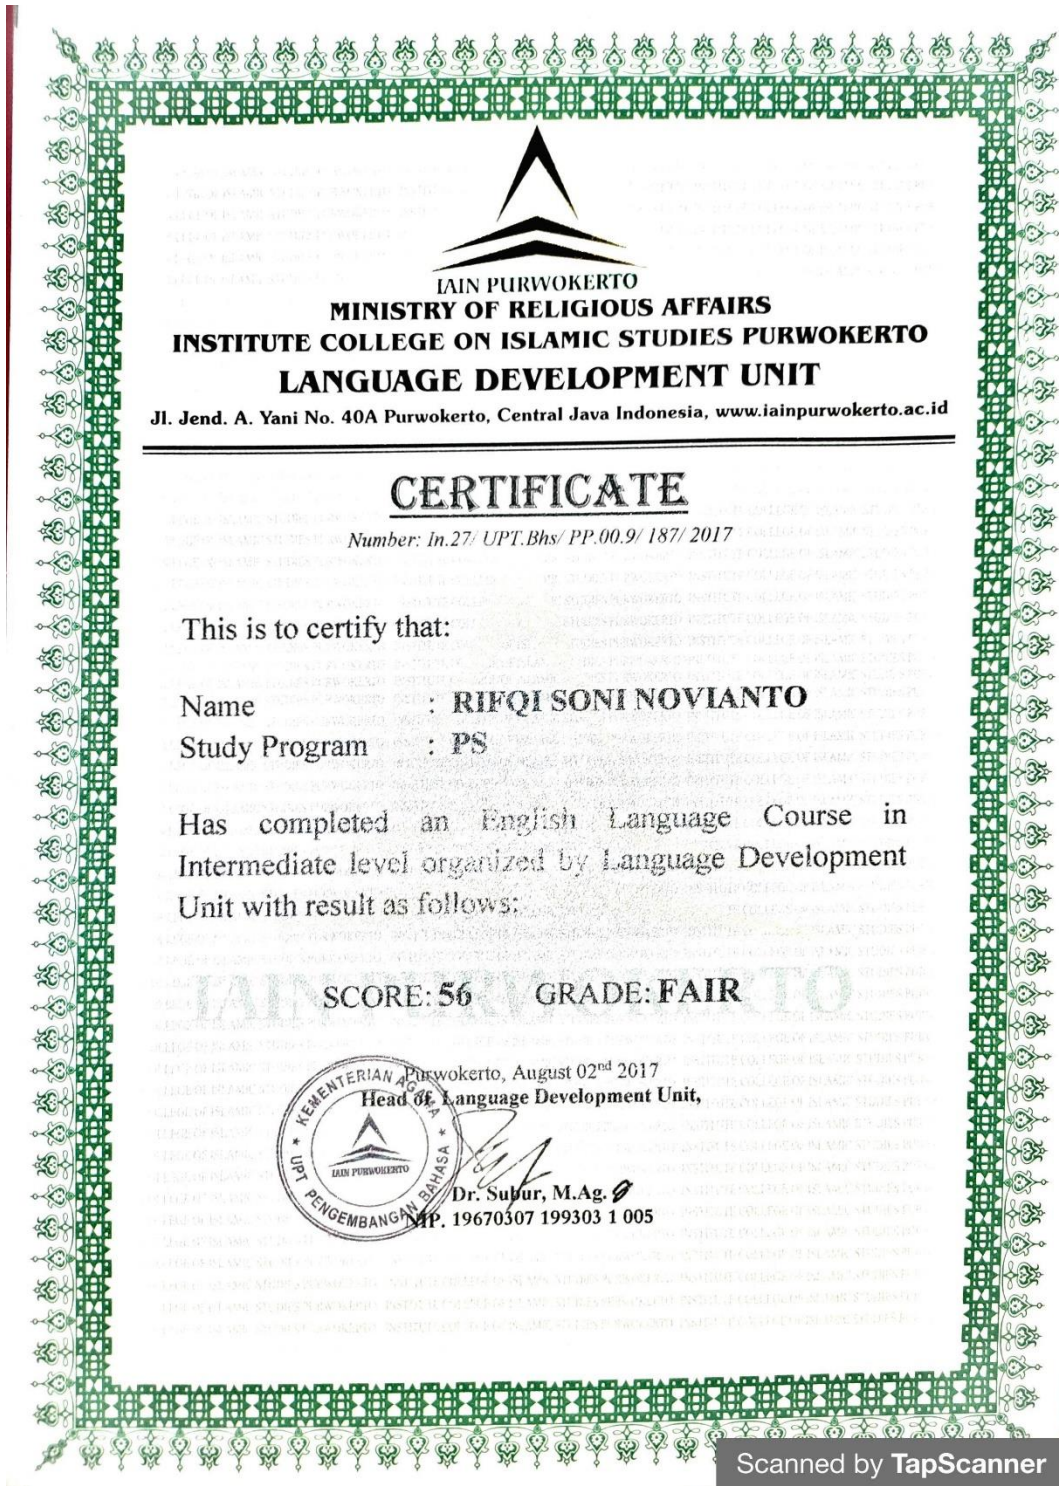 IAIN PURWOKERTO
MINISTRY OF RELIGIOUS AFFAIRS
INSTITUTE COLLEGE ON ISLAMIC STUDIES PURWOKERTO
LANGUAGE DEVELOPMENT UNIT
Jl. Jend. A. Yani No. 40A Purwokerto, Central Java Indonesia, www.iainpurwokerto.ac.id
CERTIFICATE
Number: In.27/ UPT.Bhs/ PP.00.9/ 187/ 2017
This is to certify that:
Name : RIFQI SONI NOVIANTO
Study Program : PS
Has completed an English Language Course in
Intermediate level organized by Language Development
Unit with result as follows:
IAIN PURWOKERTO
SCORE: 56 GRADE: FAIR
Purwokerto, August 02nd 2017
Head of Language Development Unit,
KEMENTERIAN AGAMA
IAIN PURWOKERTO
UPT PENGEMBANGAN BAHASA
Dr. Subur, M.Ag.
NIP. 19670307 199303 1 005
Scanned by TapScanner